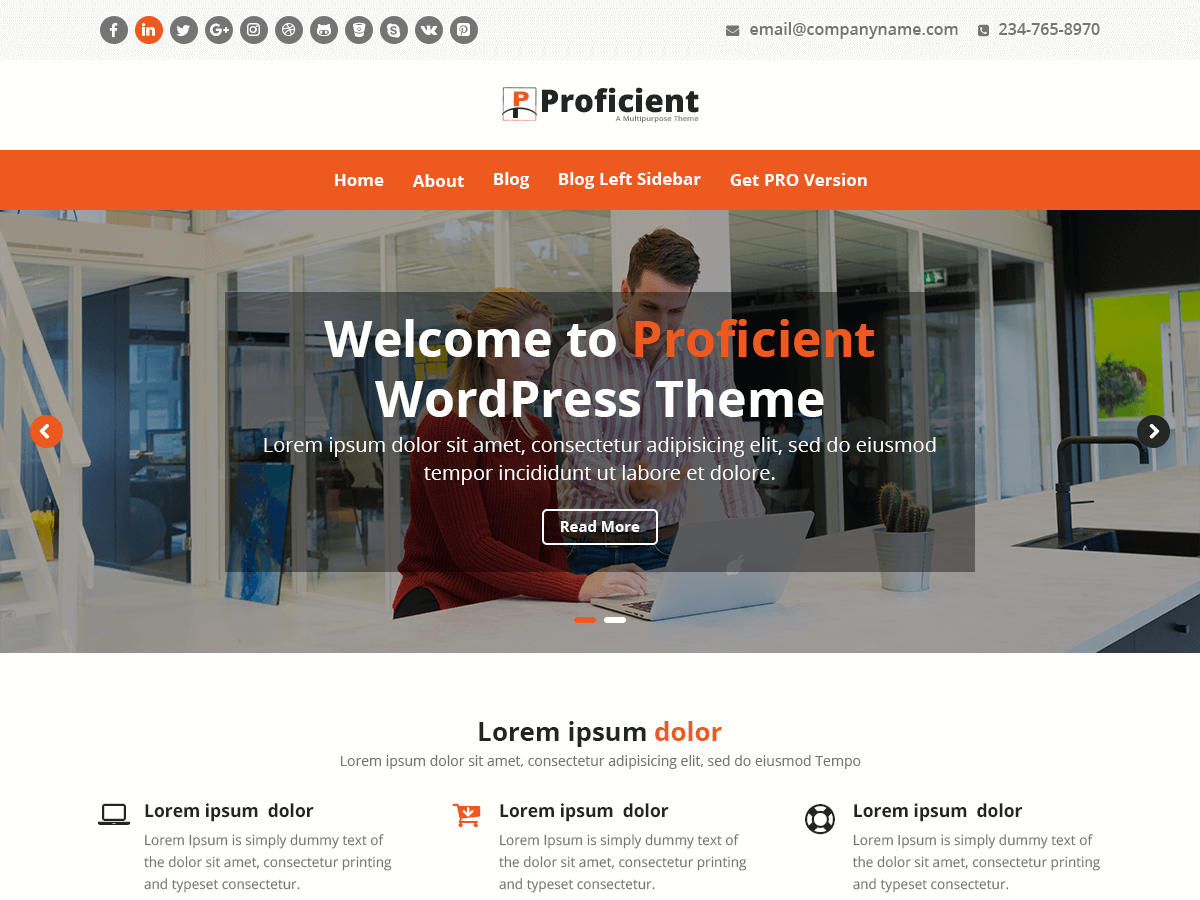 email@companyname.com 234-765-8970
P Proficient
A Multipurpose Theme
Home About Blog Blog Left Sidebar Get PRO Version
Welcome to Proficient
WordPress Theme
Lorem ipsum dolor sit amet, consectetur adipisicing elit, sed do eiusmod
tempor incididunt ut labore et dolore.
Read More
Lorem ipsum dolor
Lorem ipsum dolor sit amet, consectetur adipisicing elit, sed do eiusmod Tempo
Lorem ipsum dolor
Lorem Ipsum is simply dummy text of
the dolor sit amet, consectetur printing
and typeset consectetur.
Lorem ipsum dolor
Lorem Ipsum is simply dummy text of
the dolor sit amet, consectetur printing
and typeset consectetur.
Lorem ipsum dolor
Lorem Ipsum is simply dummy text of
the dolor sit amet, consectetur printing
and typeset consectetur.